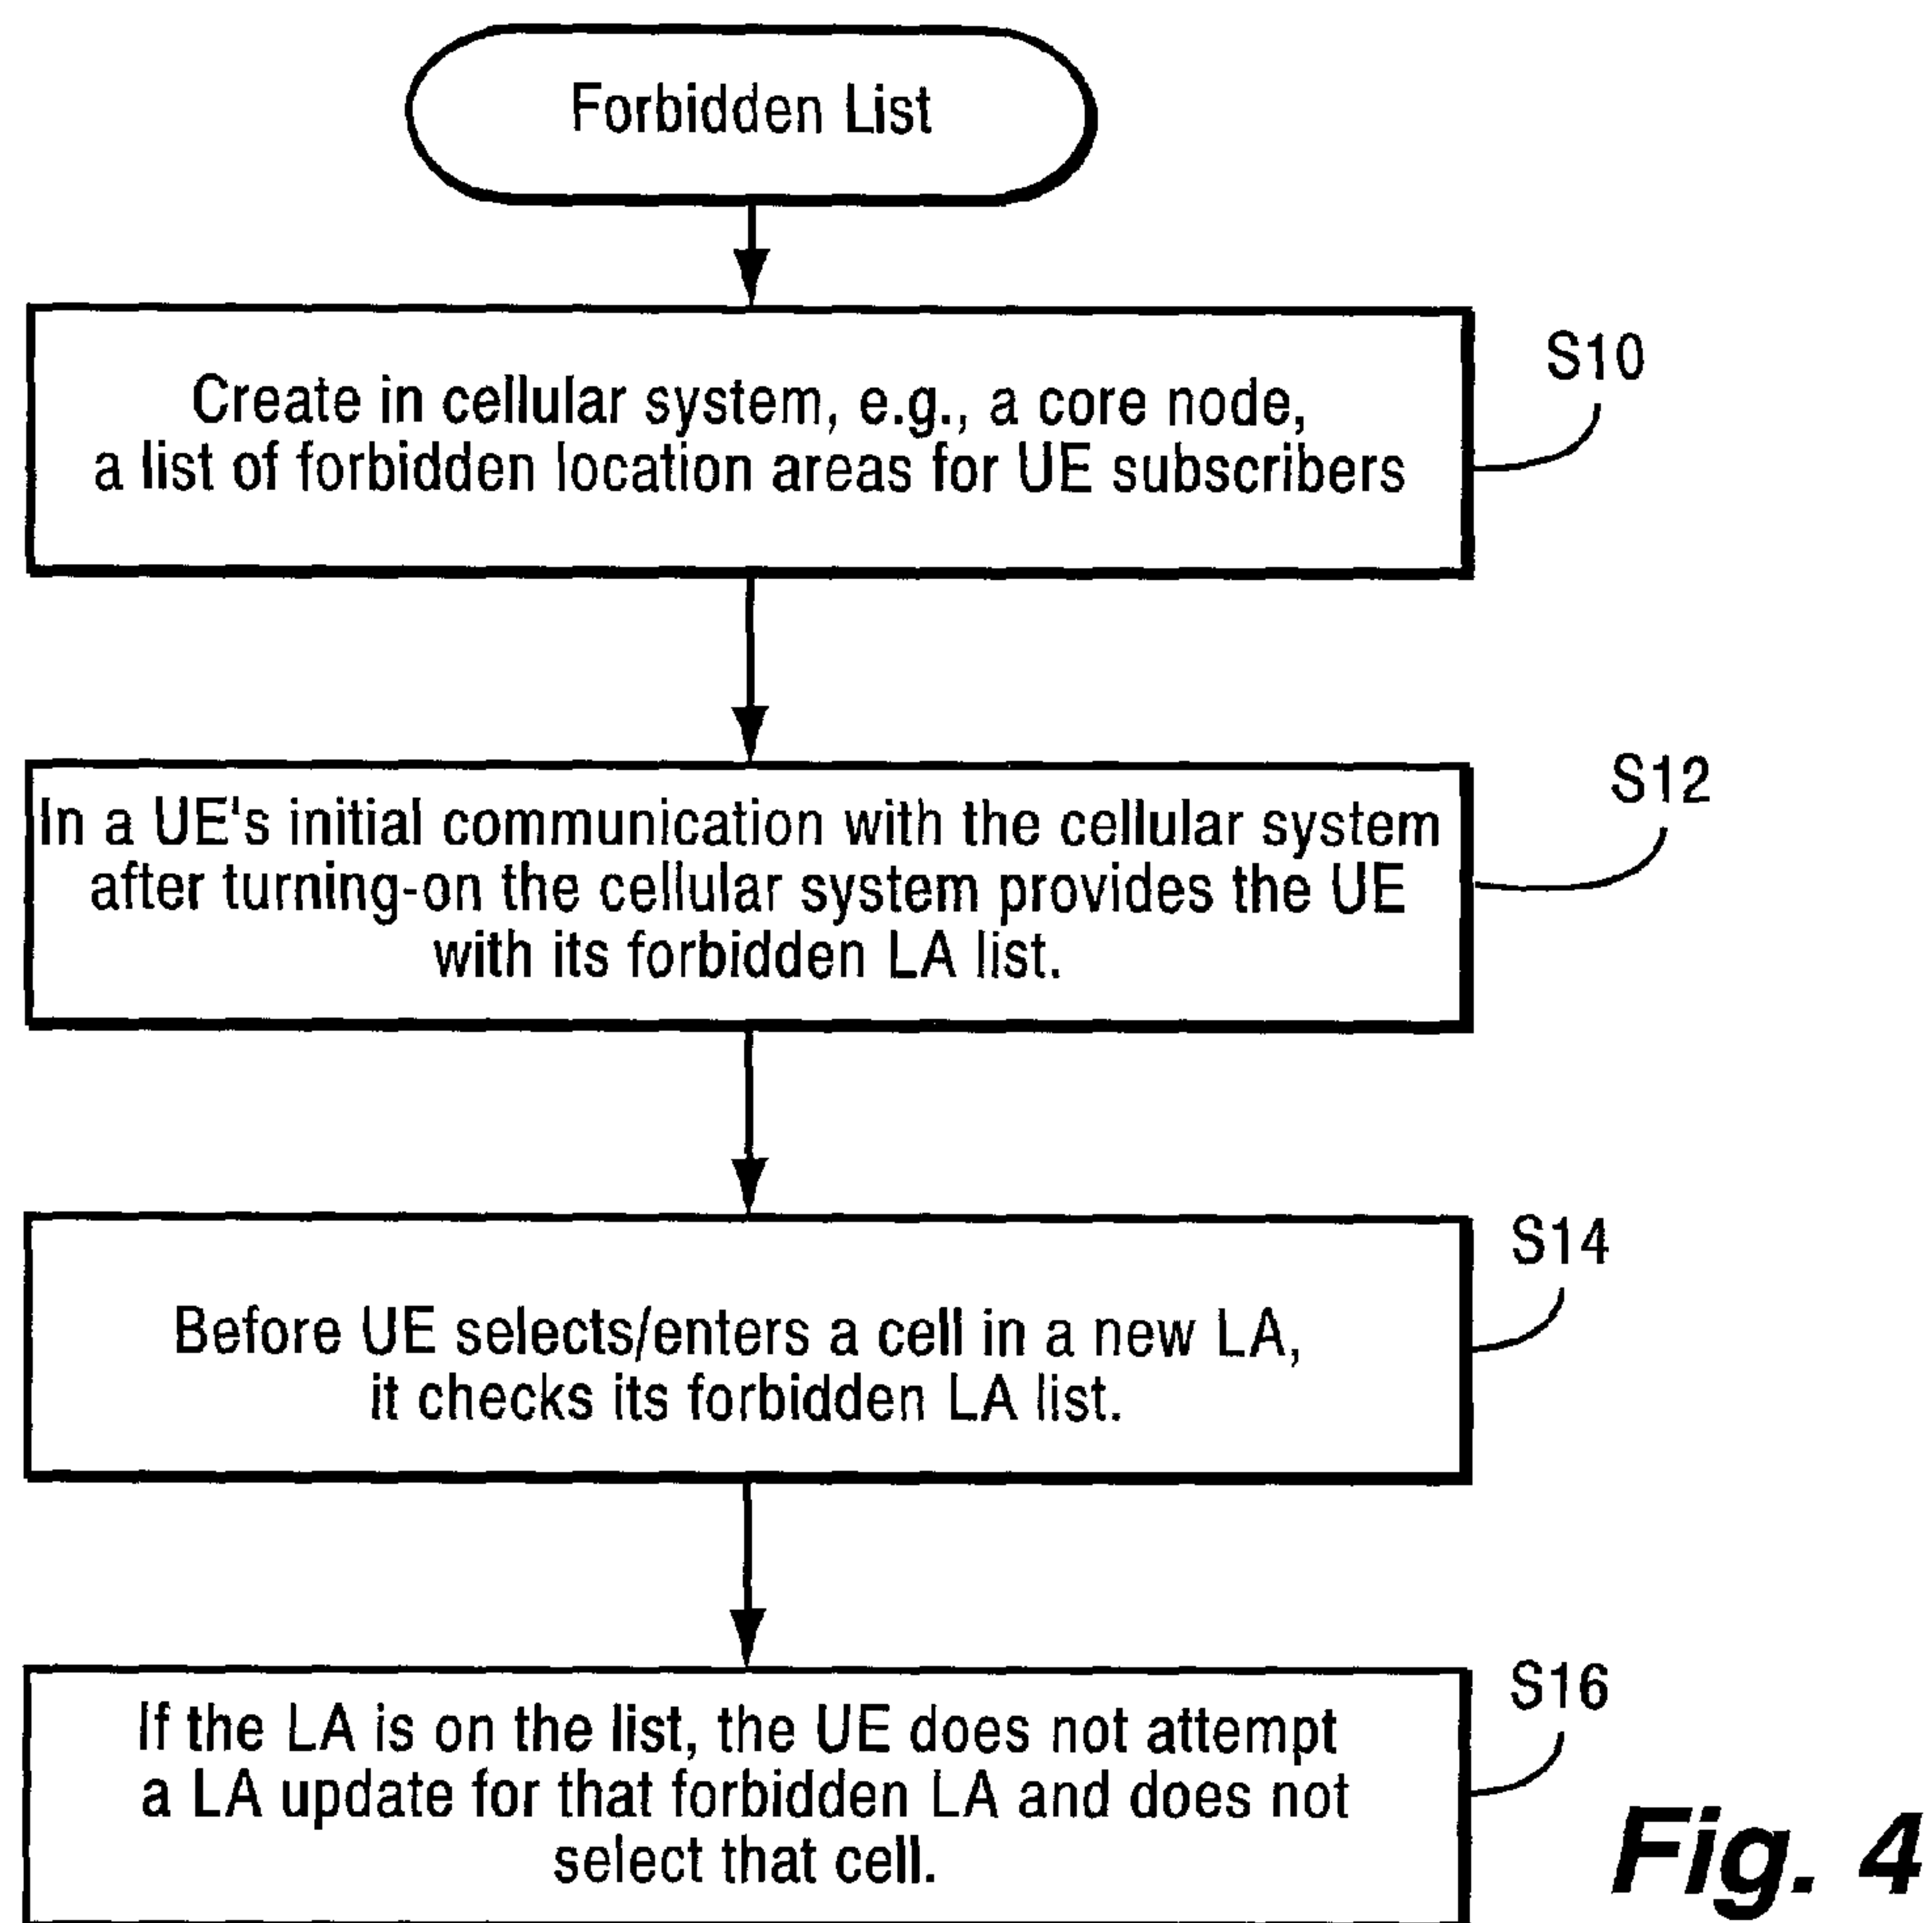 Forbidden List
Create in cellular system, e.g., a core node,
a list of forbidden location areas for UE subscribers
S10
In a UE's initial communication with the cellular system
after turning-on the cellular system provides the UE
with its forbidden LA list.
S12
Before UE selects/enters a cell in a new LA,
it checks its forbidden LA list.
S14
If the LA is on the list, the UE does not attempt
a LA update for that forbidden LA and does not
select that cell.
S16
Fig. 4